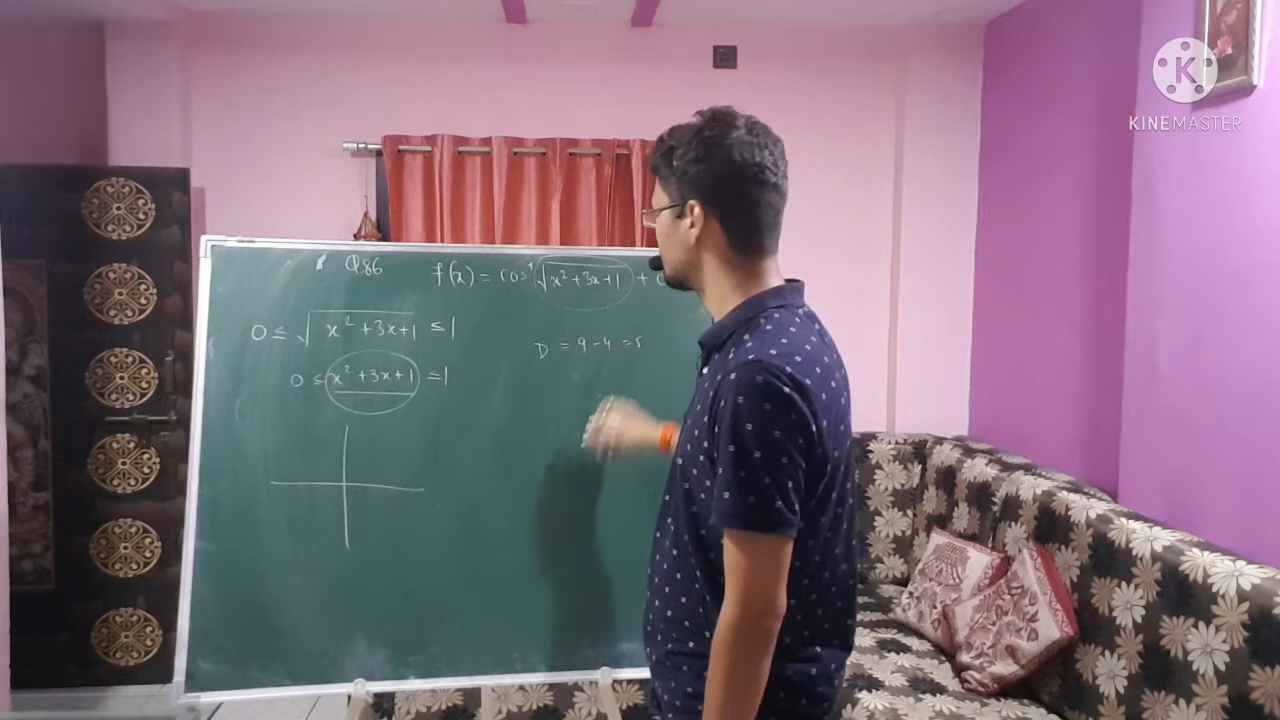 Q86 f(x) = cos⁻¹√x² + 3x + 1 +
0 ≤ √x² + 3x + 1 ≤ 1
D = 9 - 4 = 5
0 ≤ x² + 3x + 1 = 1
KINEMASTER